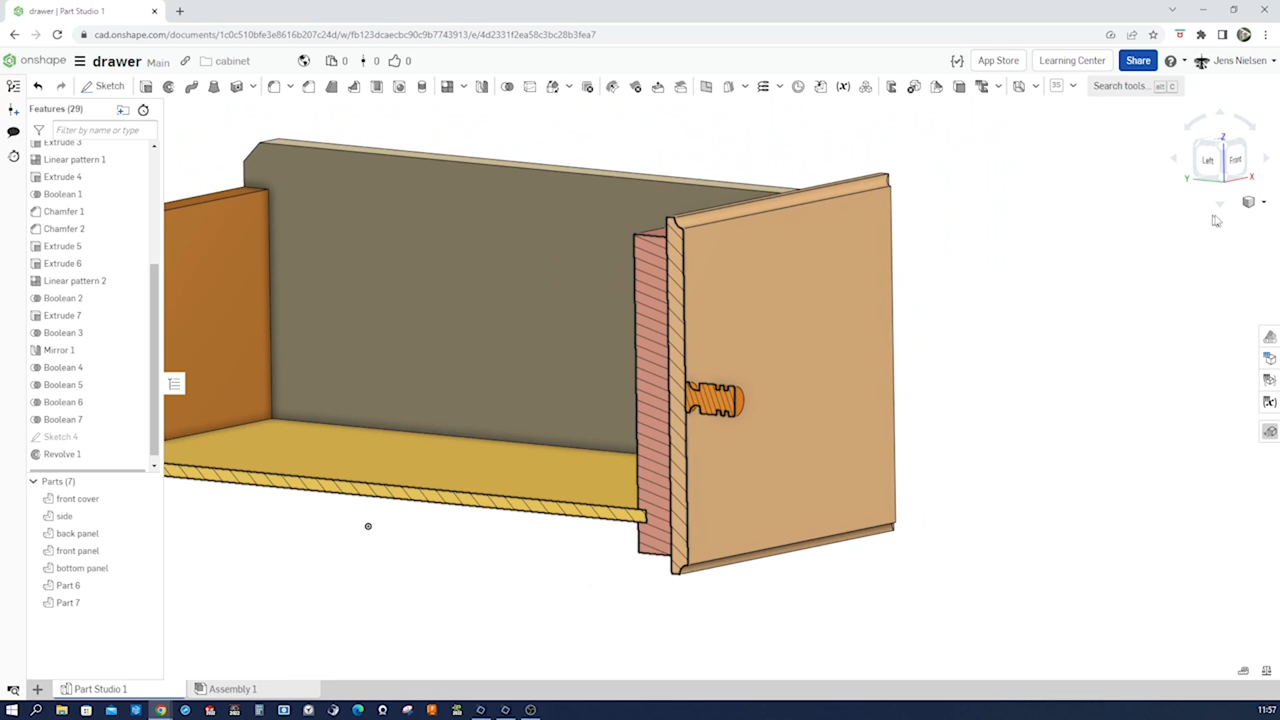 drawer | Part Studio 1
cad.onshape.com/documents/1c0c510bfe3e8616b207c24d/w/fb123dcaecbc90c9b7743913/e/4d2331f2ea58c3bc28b3fea7
onshape drawer Main cabinet 0 0 0 App Store Learning Center Share Jens Nielsen
Sketch Search tools... alt C
Features (29)
Filter by name or type
Extrude 3
Linear pattern 1
Extrude 4
Boolean 1
Chamfer 1
Chamfer 2
Extrude 5
Extrude 6
Linear pattern 2
Boolean 2
Extrude 7
Boolean 3
Mirror 1
Boolean 4
Boolean 5
Boolean 6
Boolean 7
Sketch 4
Revolve 1
Parts (7)
front cover
side
back panel
front panel
bottom panel
Part 6
Part 7
Z
Left Front
Y X
Part Studio 1 Assembly 1
11:57